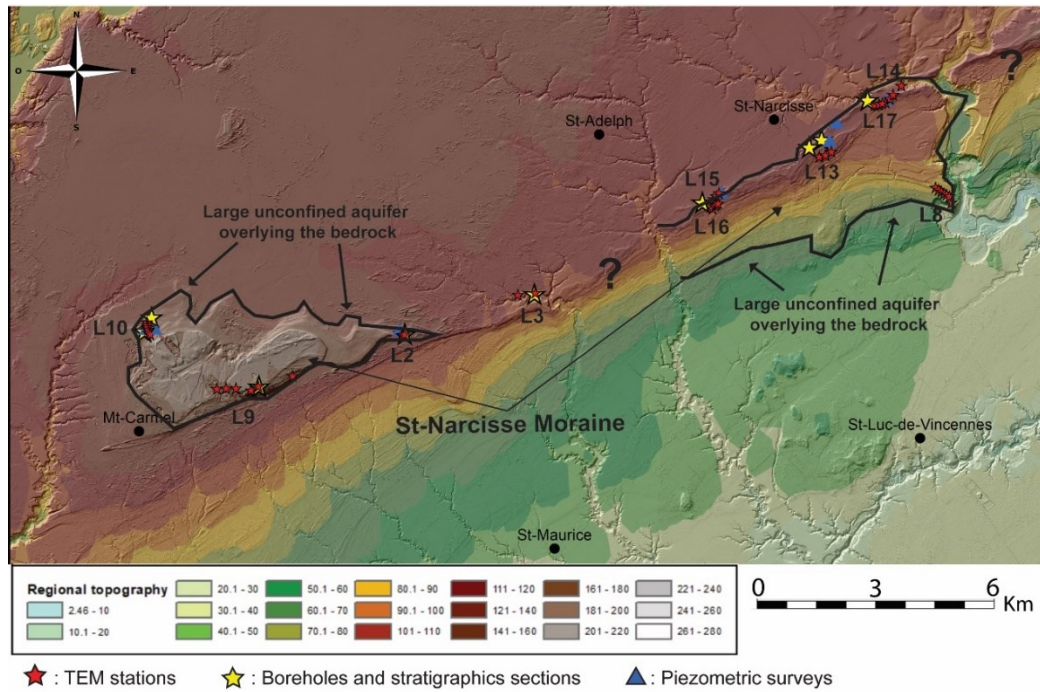 N
O
E
S
?
L14
St-Narcisse
St-Adelph
L17
L13
L15
L16
L8
Large unconfined aquifer
overlying the bedrock
?
L3
Large unconfined aquifer
overlying the bedrock
L10
L2
L9
Mt-Carmel
St-Narcisse Moraine
St-Luc-de-Vincennes
St-Maurice
Regional topography
2.46 - 10
10.1 - 20
20.1 - 30
30.1 - 40
40.1 - 50
50.1 - 60
60.1 - 70
70.1 - 80
80.1 - 90
90.1 - 100
101 - 110
111 - 120
121 - 140
141 - 160
161 - 180
181 - 200
201 - 220
221 - 240
241 - 260
261 - 280
0 3 6
Km
: TEM stations
: Boreholes and stratigraphics sections
: Piezometric surveys